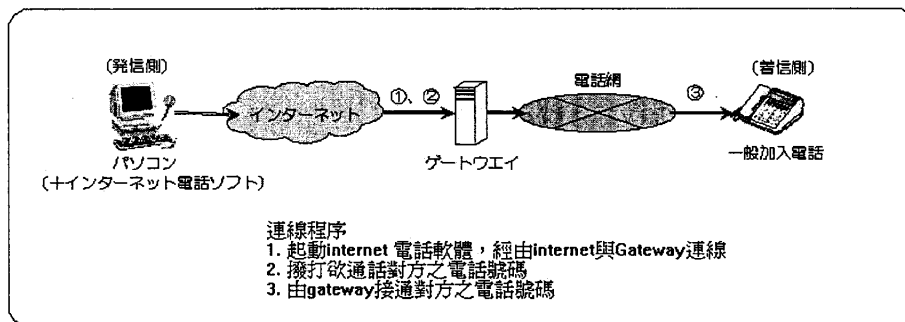 (発信側)
電話網
(着信側)
インターネット
①、②
③
パソコン
(＋インターネット電話ソフト)
ゲートウエイ
一般加入電話
連線程序
1. 起動internet 電話軟體，經由internet與Gateway連線
2. 撥打欲通話對方之電話號碼
3. 由gateway接通對方之電話號碼